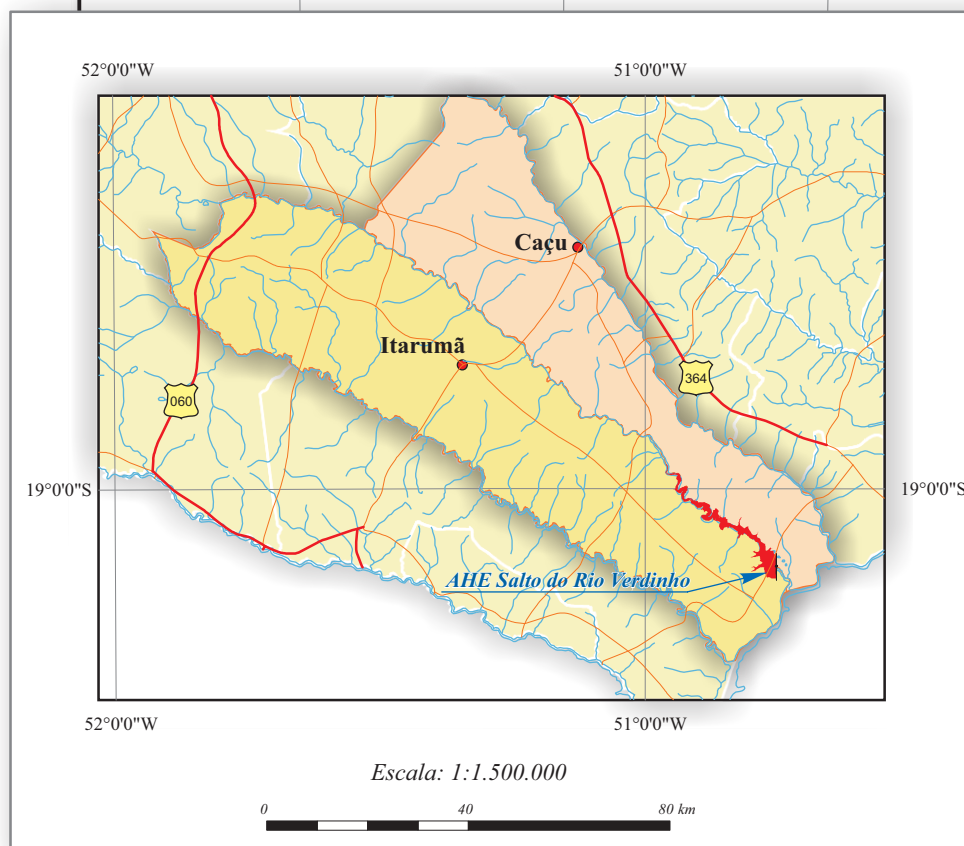 52°0'0"W 51°0'0"W
Caçu
Itarumã
364
060
19°0'0"S 19°0'0"S
AHE Salto do Rio Verdinho
52°0'0"W 51°0'0"W
Escala: 1:1.500.000
0 40 80 km